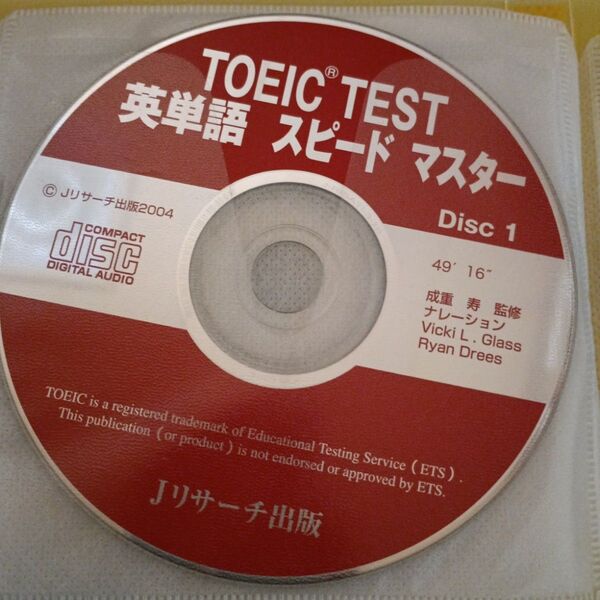 TOEIC® TEST
英単語 スピード マスター
Disc 1
© Jリサーチ出版2004
COMPACT
disc
DIGITAL AUDIO
49′ 16″
成重 寿 監修
ナレーション
Vicki L . Glass
Ryan Drees
TOEIC is a registered trademark of Educational Testing Service ( ETS ) .
This publication ( or product ) is not endorsed or approved by ETS.
Jリサーチ出版